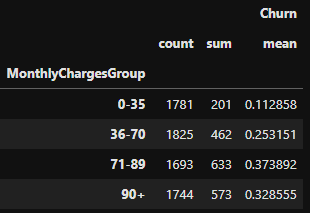 Churn
count sum mean
MonthlyChargesGroup
0-35 1781 201 0.112858
36-70 1825 462 0.253151
71-89 1693 633 0.373892
90+ 1744 573 0.328555